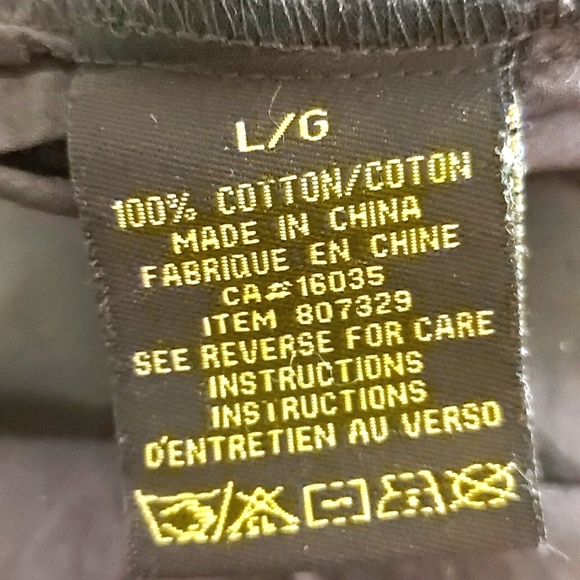 L/G
100% COTTON/COTON
MADE IN CHINA
FABRIQUE EN CHINE
CA#16035
ITEM 807329
SEE REVERSE FOR CARE
INSTRUCTIONS
INSTRUCTIONS
D'ENTRETIEN AU VERSO